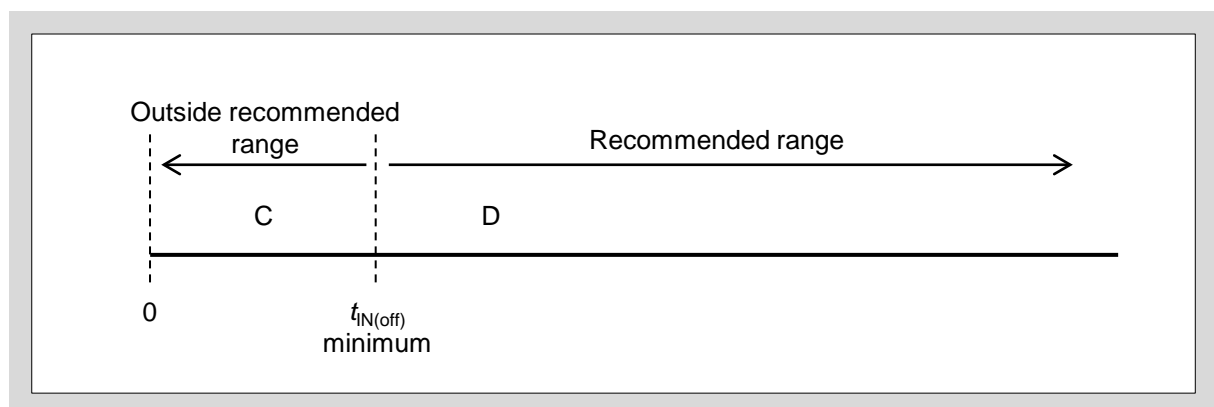 Outside recommended
range
Recommended range
C
D
0
tIN(off)
minimum